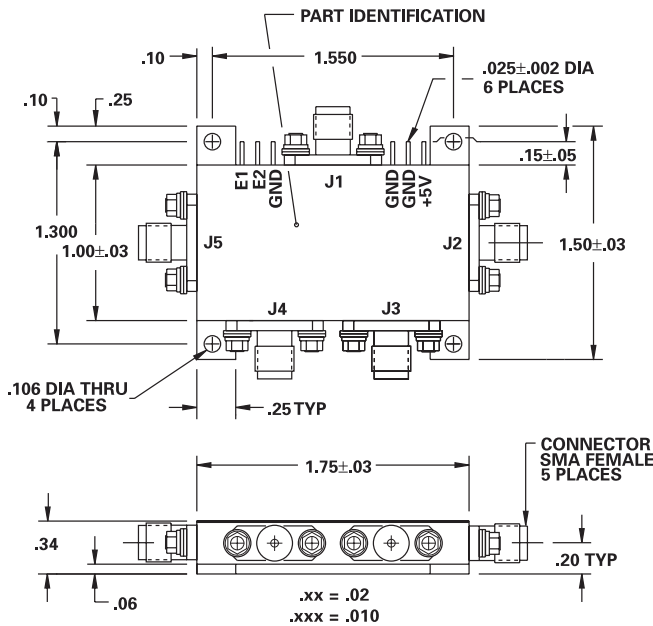 PART IDENTIFICATION
.10
1.550
.025±.002 DIA
6 PLACES
.10
.25
.15±.05
E1
E2
GND
J1
GND
GND
+5V
1.300
1.00±.03
J5
J2
1.50±.03
J4
J3
.106 DIA THRU
4 PLACES
.25 TYP
1.75±.03
CONNECTOR
SMA FEMALE
5 PLACES
.34
.20 TYP
.06
.xx = .02
.xxx = .010